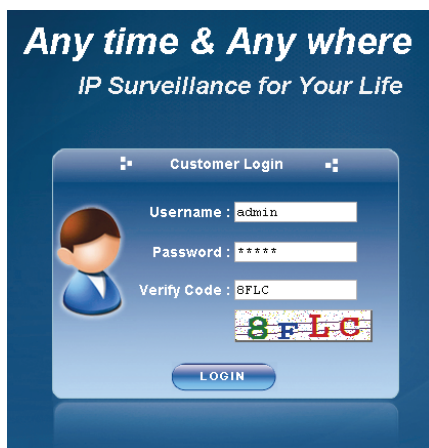 Any time & Any where
IP Surveillance for Your Life
Customer Login
Username : admin
Password : *****
Verify Code : 8FLC
8FLC
LOGIN